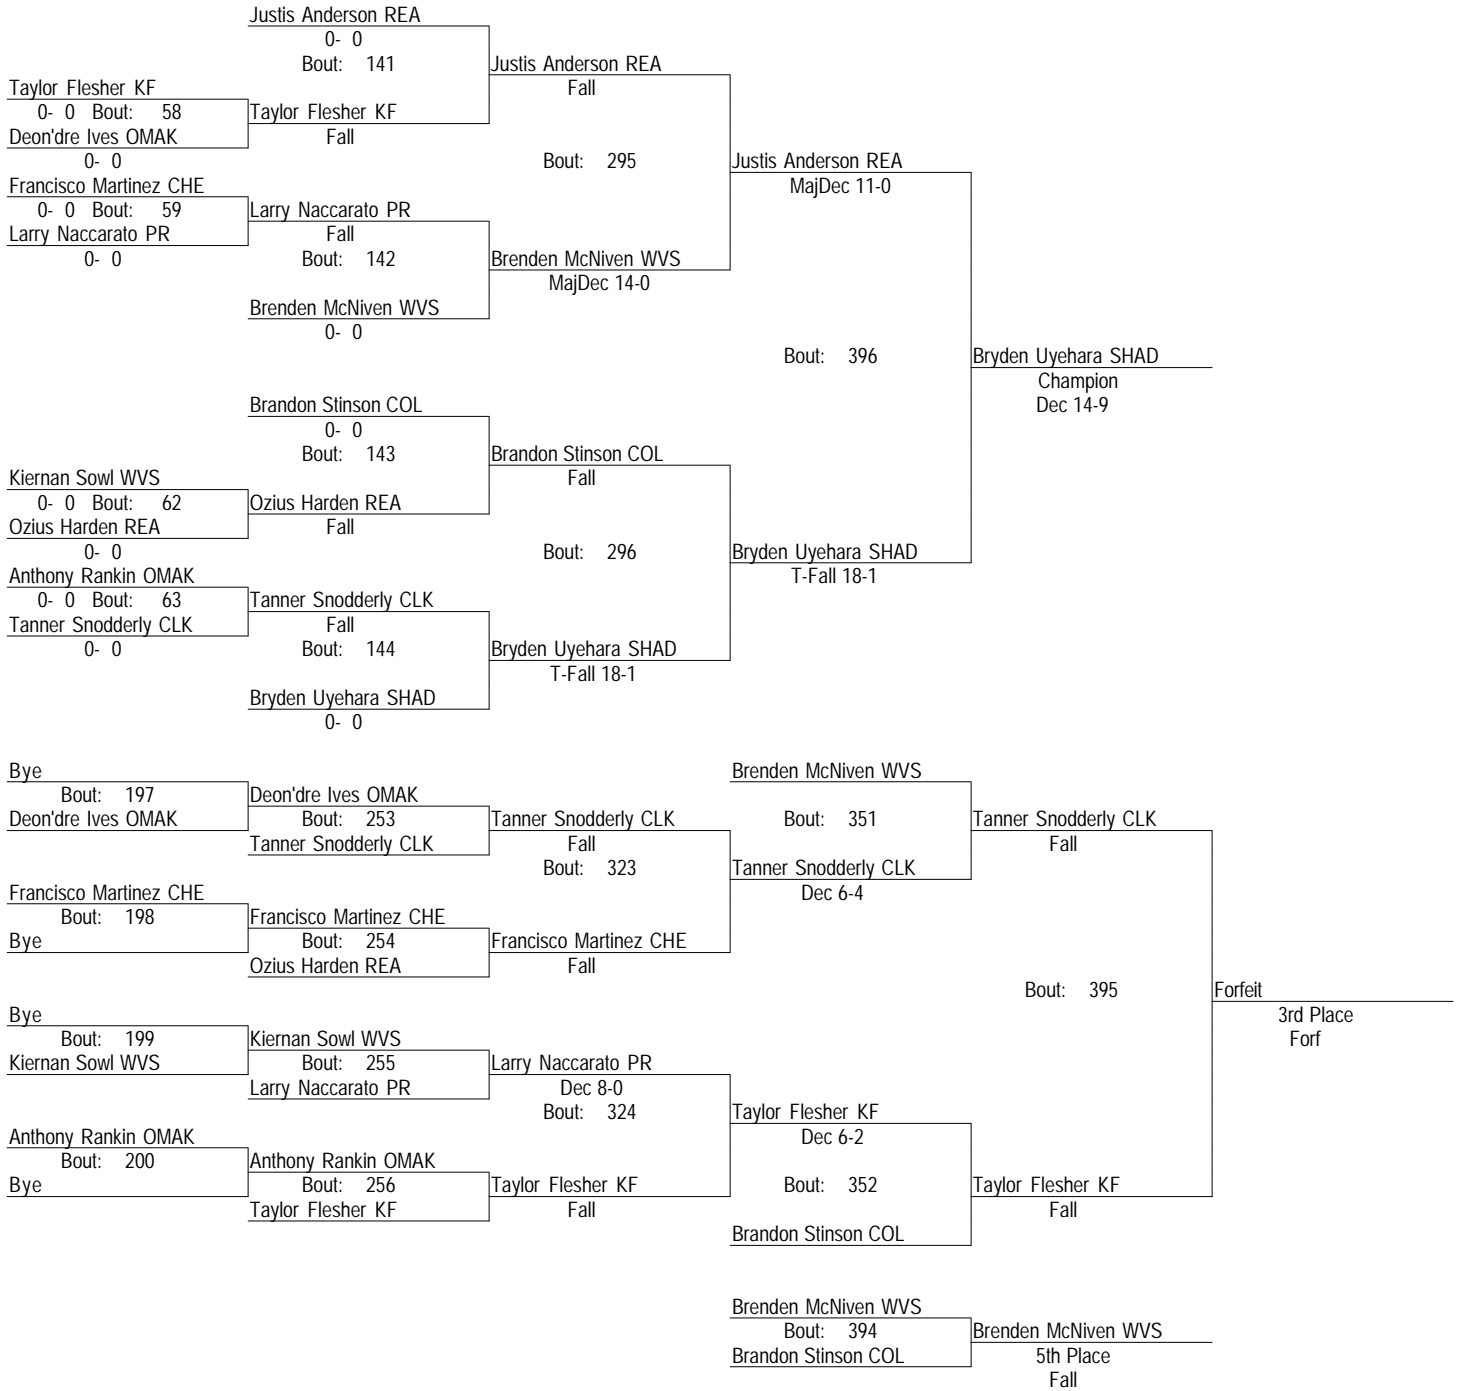 Justis Anderson REA
0- 0
Bout: 141
Justis Anderson REA
Fall
Taylor Flesher KF
0- 0 Bout: 58
Taylor Flesher KF
Fall
Deon'dre Ives OMAK
0- 0
Bout: 295
Justis Anderson REA
MajDec 11-0
Francisco Martinez CHE
0- 0 Bout: 59
Larry Naccarato PR
Fall
Larry Naccarato PR
0- 0
Bout: 142
Brenden McNiven WVS
MajDec 14-0
Brenden McNiven WVS
0- 0
Bout: 396
Bryden Uyehara SHAD
Champion
Dec 14-9
Brandon Stinson COL
0- 0
Bout: 143
Brandon Stinson COL
Fall
Kiernan Sowl WVS
0- 0 Bout: 62
Ozius Harden REA
Fall
Ozius Harden REA
0- 0
Bout: 296
Bryden Uyehara SHAD
T-Fall 18-1
Anthony Rankin OMAK
0- 0 Bout: 63
Tanner Snodderly CLK
Fall
Tanner Snodderly CLK
0- 0
Bout: 144
Bryden Uyehara SHAD
T-Fall 18-1
Bryden Uyehara SHAD
0- 0
Bye
Bout: 197
Deon'dre Ives OMAK
Deon'dre Ives OMAK
Bout: 253
Tanner Snodderly CLK
Tanner Snodderly CLK
Fall
Bout: 323
Brenden McNiven WVS
Bout: 351
Tanner Snodderly CLK
Fall
Tanner Snodderly CLK
Dec 6-4
Francisco Martinez CHE
Bout: 198
Bye
Francisco Martinez CHE
Bout: 254
Ozius Harden REA
Francisco Martinez CHE
Fall
Bout: 395
Forfeit
3rd Place
Forf
Bye
Bout: 199
Kiernan Sowl WVS
Kiernan Sowl WVS
Bout: 255
Larry Naccarato PR
Larry Naccarato PR
Dec 8-0
Bout: 324
Taylor Flesher KF
Dec 6-2
Anthony Rankin OMAK
Bout: 200
Bye
Anthony Rankin OMAK
Bout: 256
Taylor Flesher KF
Taylor Flesher KF
Fall
Bout: 352
Taylor Flesher KF
Fall
Brandon Stinson COL
Brenden McNiven WVS
Bout: 394
Brandon Stinson COL
Brenden McNiven WVS
5th Place
Fall